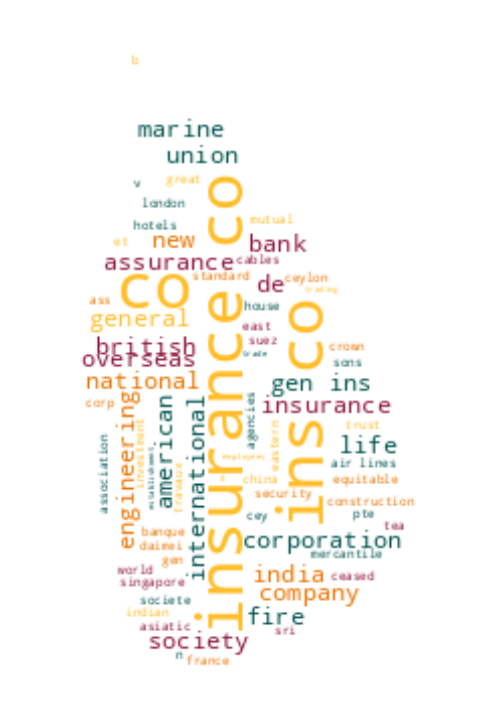 b
marine
union
v
great
london
hotels
mutual
et
new
bank
assurance
cables
standard
ceylon
de
co
trading
ass
house
general
east
suez
crown
british
trade
overseas
sons
national
gen ins
corp
insurance
insurance co
ins co
engineering
investment
american
international
agencies
eastern
trust
life
association
establishment
travaux
employees
air lines
china
equitable
security
construction
cey
pte
tea
banque
corporation
daimei
mercantile
gen
world
india
ceased
singapore
company
societe
indian
fire
asiatic
sri
society
n
france